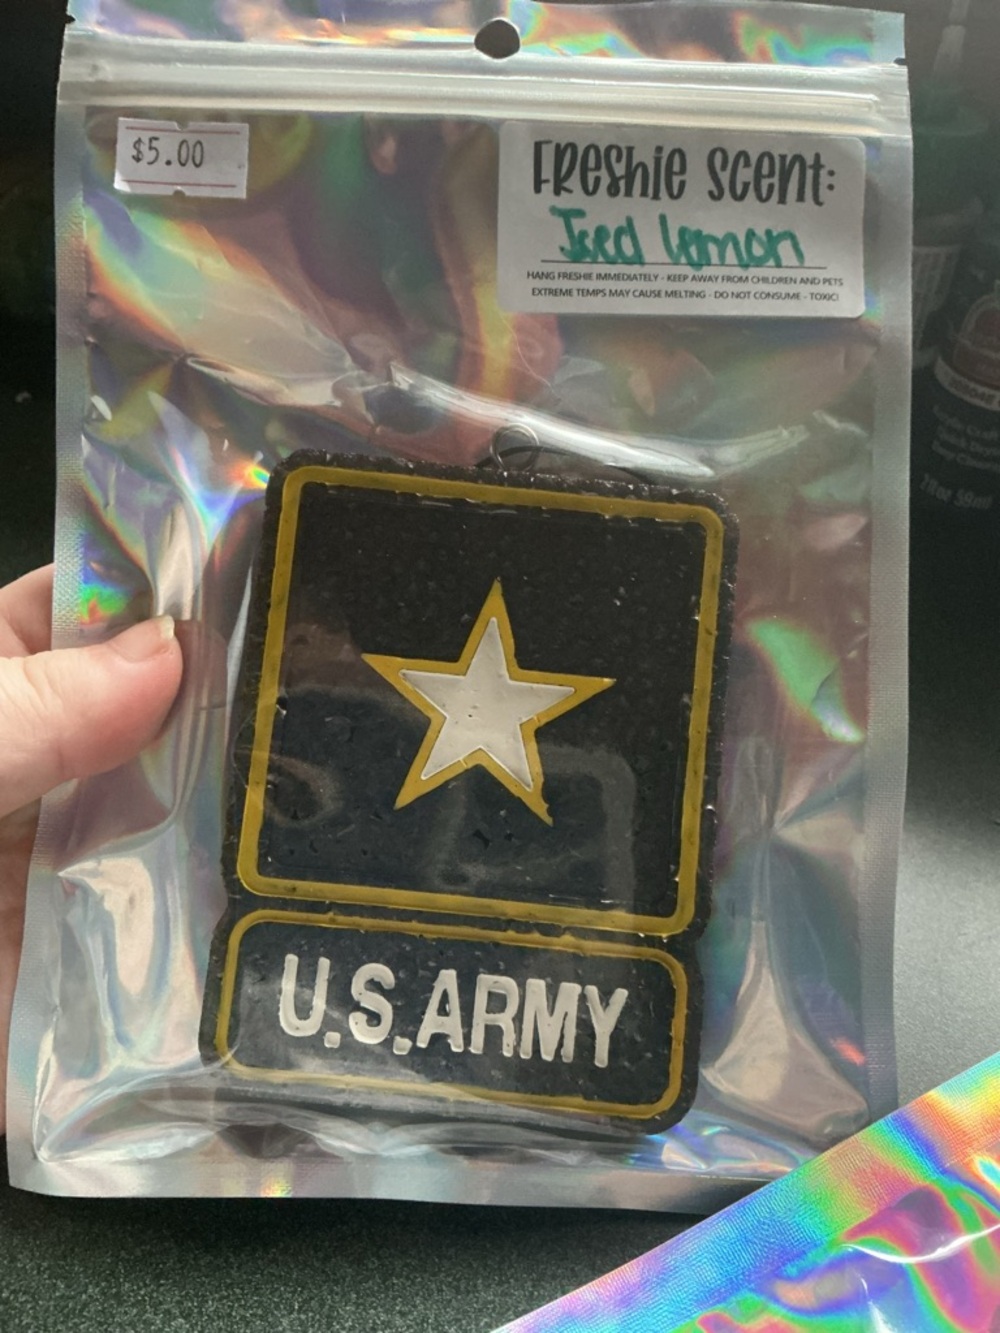 $5.00
FRESHIE SCENT:
Iced lemon
HANG FRESHIE IMMEDIATELY - KEEP AWAY FROM CHILDREN AND PETS
EXTREME TEMPS MAY CAUSE MELTING - DO NOT CONSUME - TOXIC!
U.S.ARMY